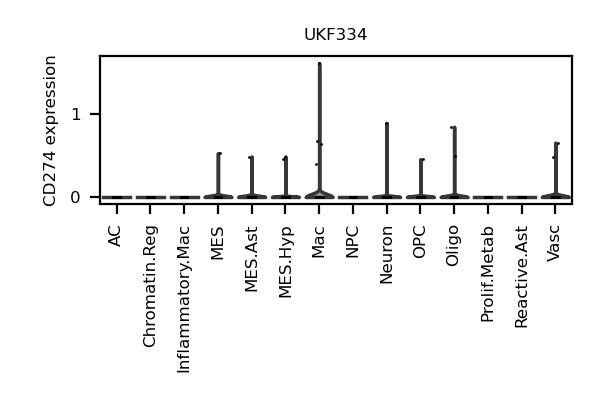 UKF334
CD274 expression
1
0
AC
Chromatin.Reg
Inflammatory.Mac
MES
MES.Ast
MES.Hyp
Mac
NPC
Neuron
OPC
Oligo
Prolif.Metab
Reactive.Ast
Vasc